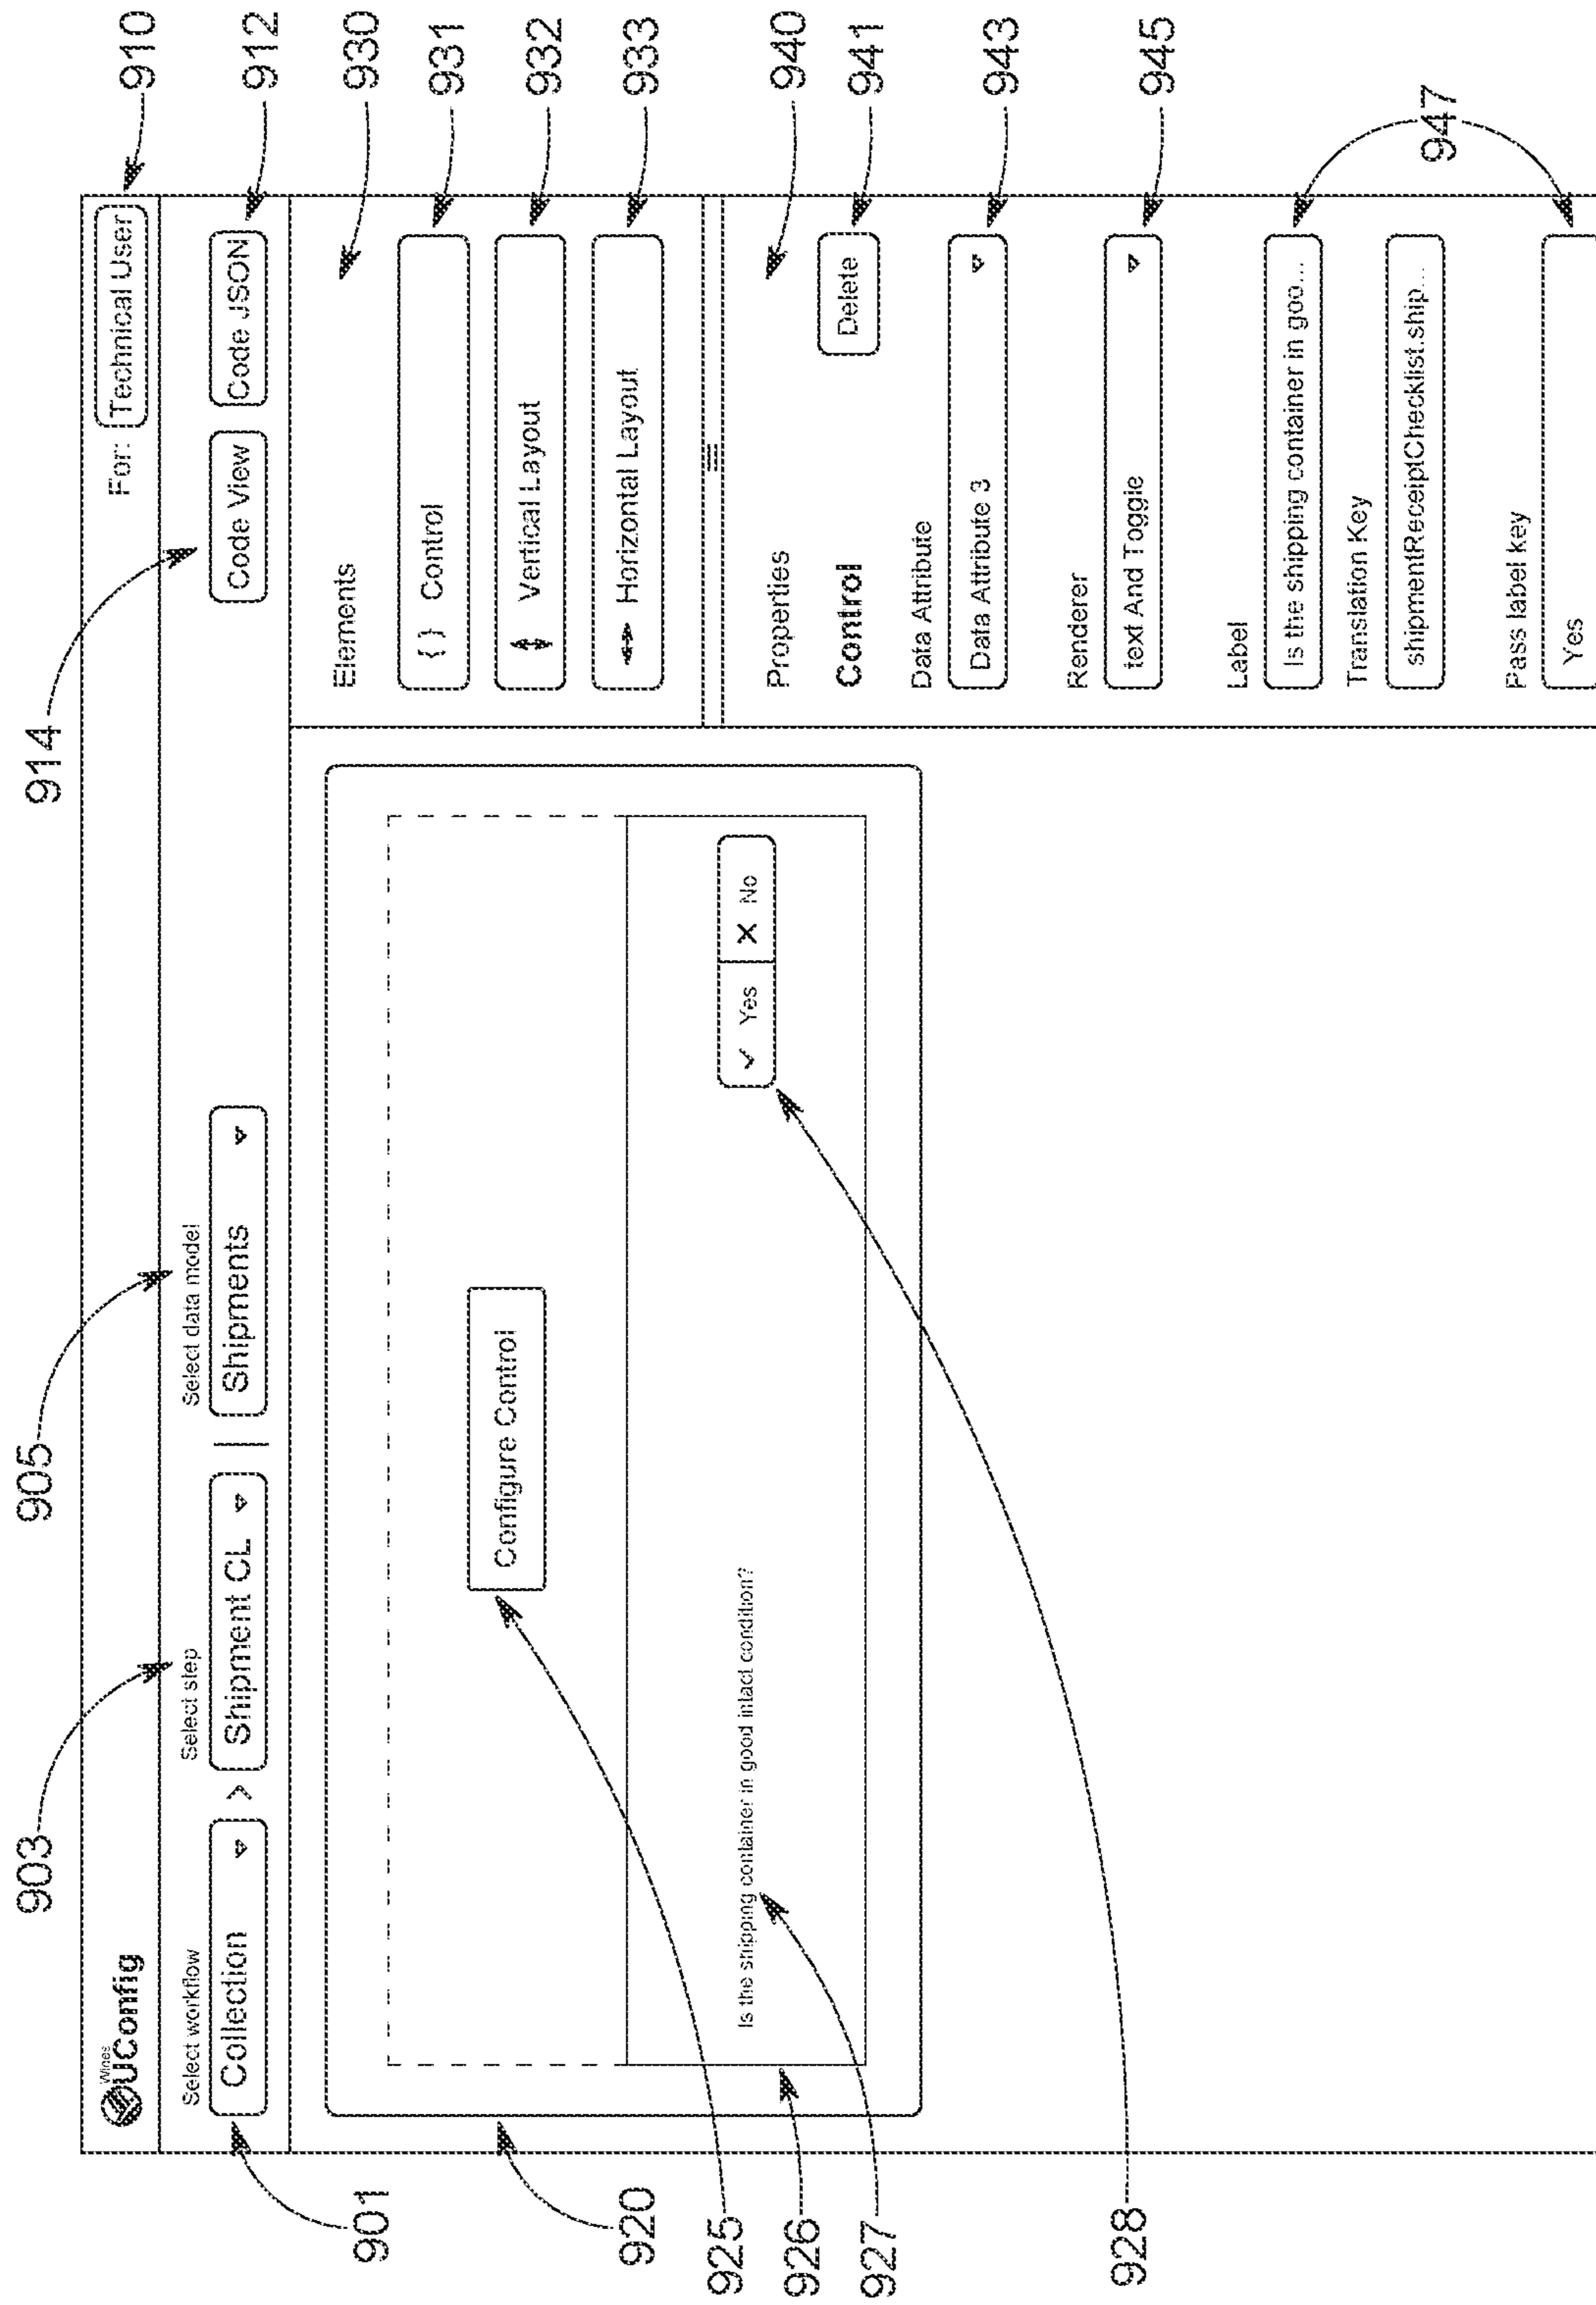 914
903
905
Wines
uConfig
For: Technical User
910
Select workflow
Select step
Select data model
Collection > Shipment CL | Shipments
Code View
Code JSON
912
901
920
925
926
927
928
Configure Control
Is the shipping container in good intact condition?
✓ Yes
X No
Elements
930
{ } Control
931
Vertical Layout
932
Horizontal Layout
933
=
Properties
940
Control
Delete
941
Data Attribute
Data Attribute 3
943
Renderer
text And Toggle
945
Label
Is the shipping container in goo...
947
Translation Key
shipmentReceiptChecklist.ship...
Pass label key
Yes